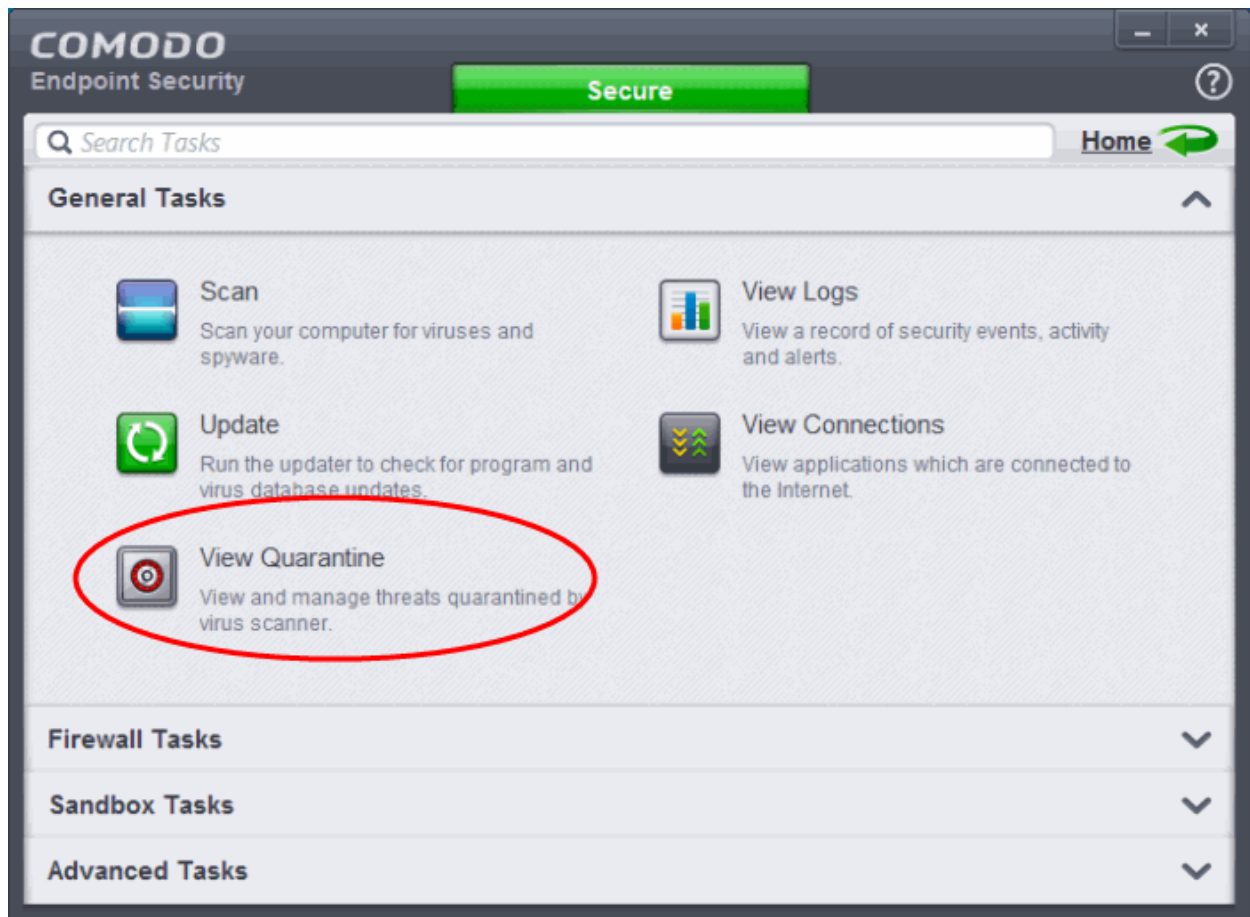 COMODO
Endpoint Security
Secure
?
Search Tasks
Home
General Tasks
Scan
Scan your computer for viruses and
spyware.
View Logs
View a record of security events, activity
and alerts.
Update
Run the updater to check for program and
virus database updates.
View Connections
View applications which are connected to
the Internet.
View Quarantine
View and manage threats quarantined by
virus scanner.
Firewall Tasks
Sandbox Tasks
Advanced Tasks